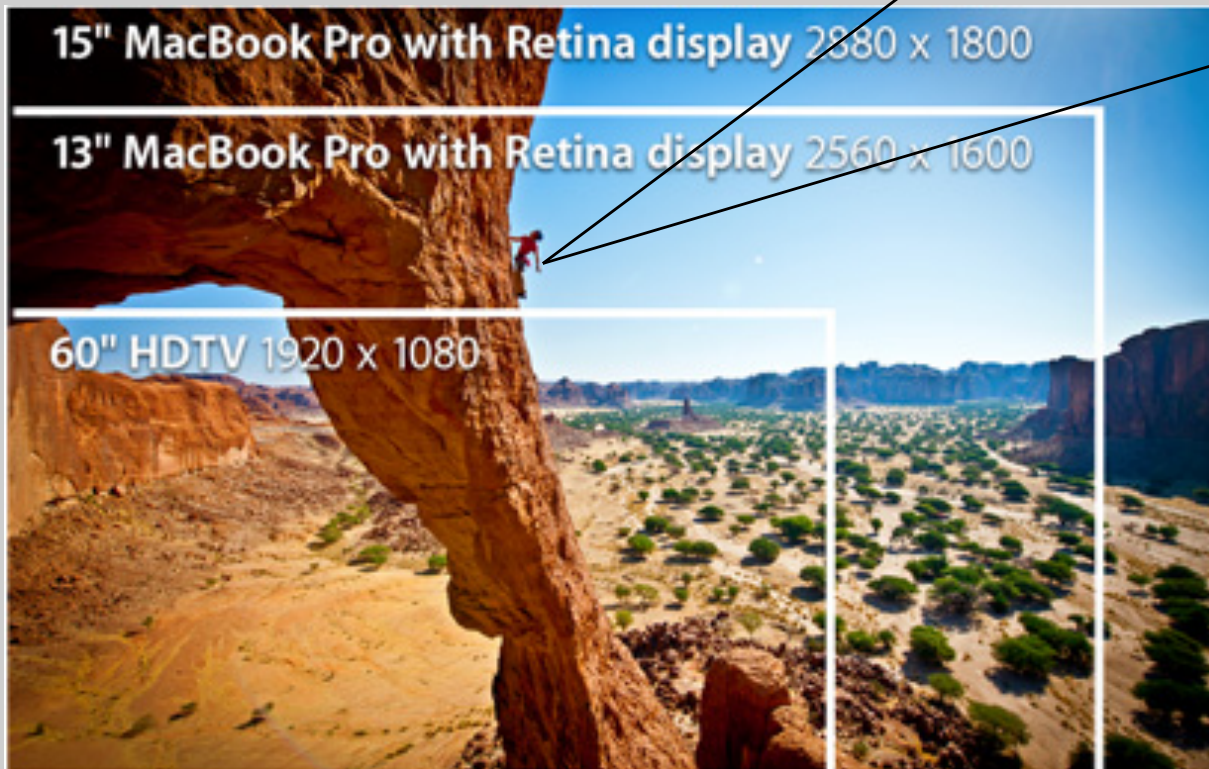 15" MacBook Pro with Retina display 2880 x 1800
13" MacBook Pro with Retina display 2560 x 1600
60" HDTV 1920 x 1080